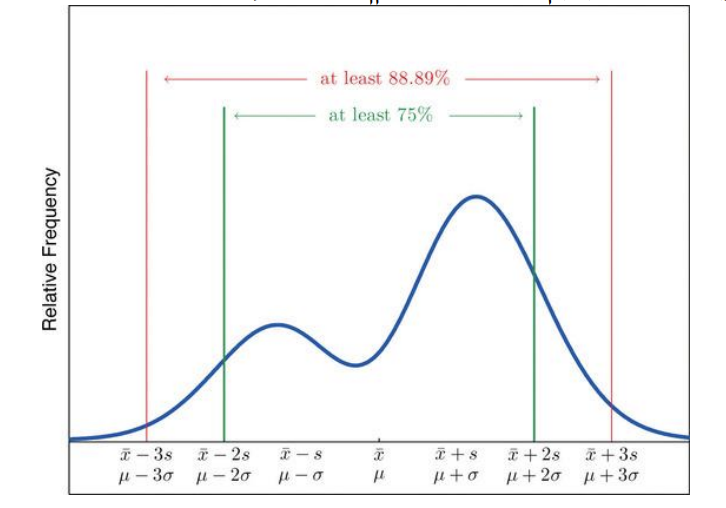 at least 88.89%
at least 75%
Relative Frequency
x̄ − 3s x̄ − 2s x̄ − s x̄ x̄ + s x̄ + 2s x̄ + 3s
μ − 3σ μ − 2σ μ − σ μ μ + σ μ + 2σ μ + 3σ